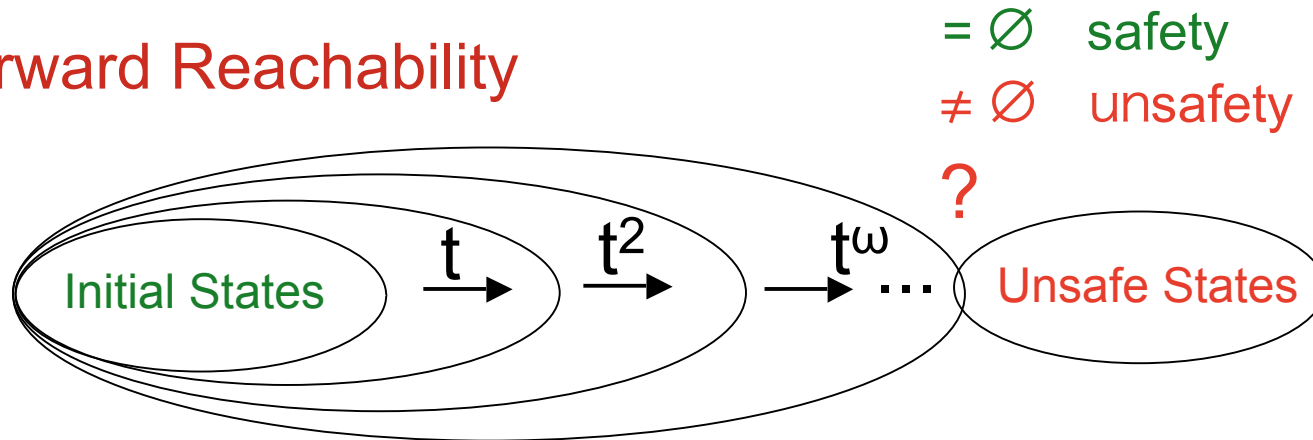 = ∅ safety
rward Reachability
≠ ∅ unsafety
?
t t² t^ω ...
Initial States
Unsafe States